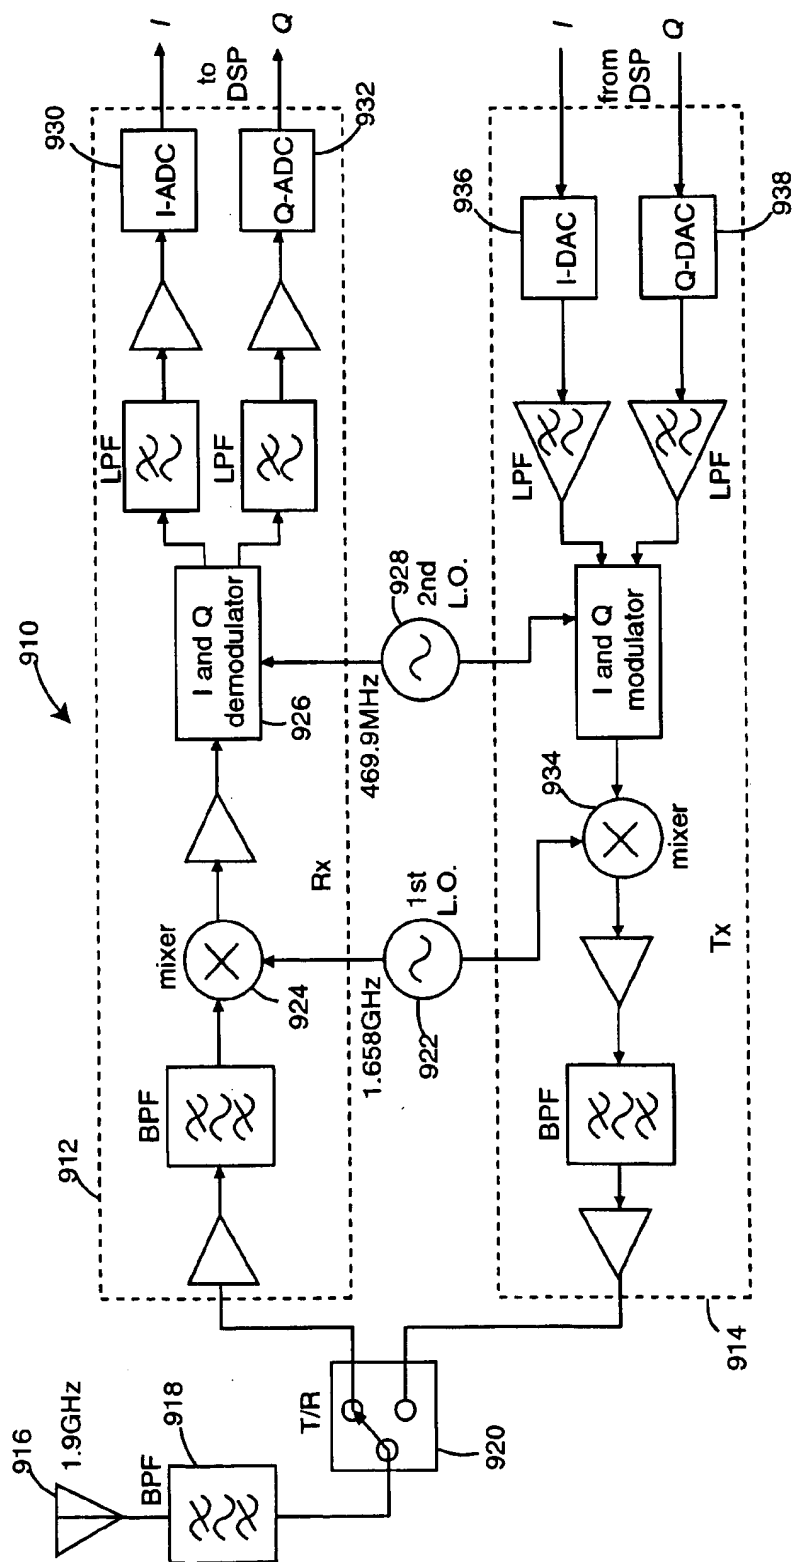 910
916
1.9GHz
BPF
918
T/R
920
912
BPF
mixer
924
Rx
I and Q
demodulator
926
LPF
LPF
I-ADC
930
Q-ADC
932
I
to
DSP
Q
1.658GHz
1st
L.O.
922
469.9MHz
928
2nd
L.O.
914
BPF
Tx
934
mixer
I and Q
modulator
LPF
LPF
936
I-DAC
Q-DAC
938
I
from
DSP
Q